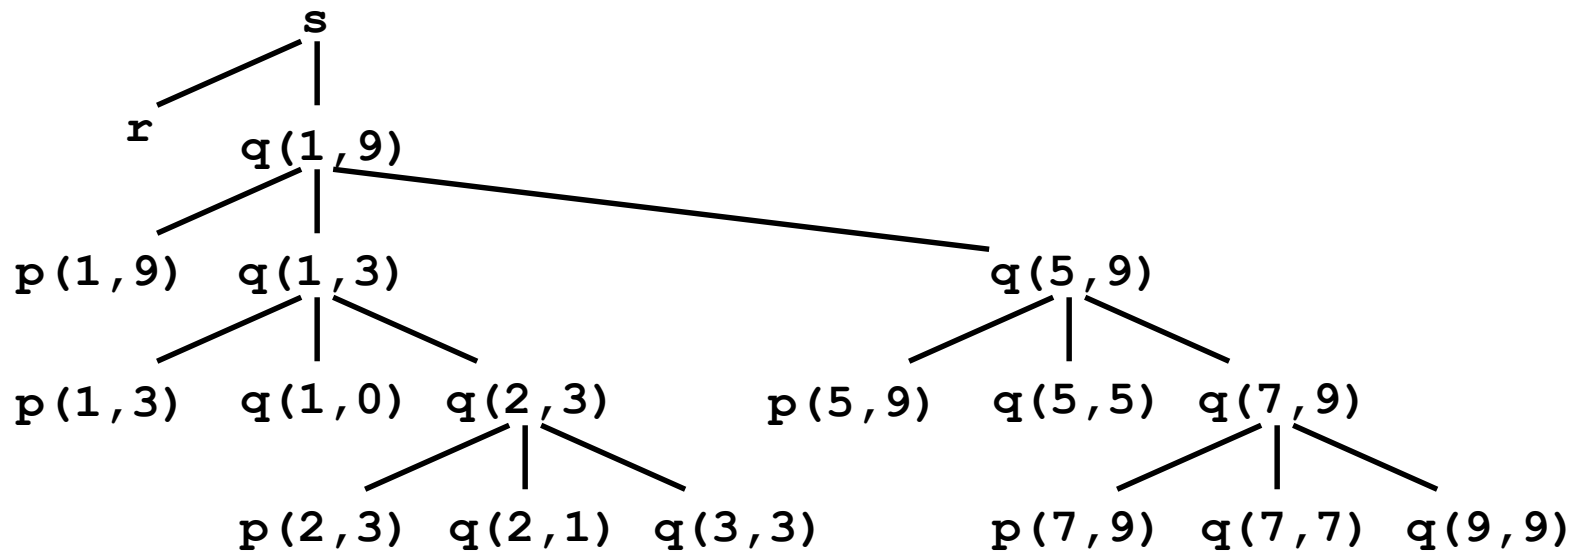 s
r
q(1,9)
p(1,9) q(1,3) q(5,9)
p(1,3) q(1,0) q(2,3) p(5,9) q(5,5) q(7,9)
p(2,3) q(2,1) q(3,3) p(7,9) q(7,7) q(9,9)